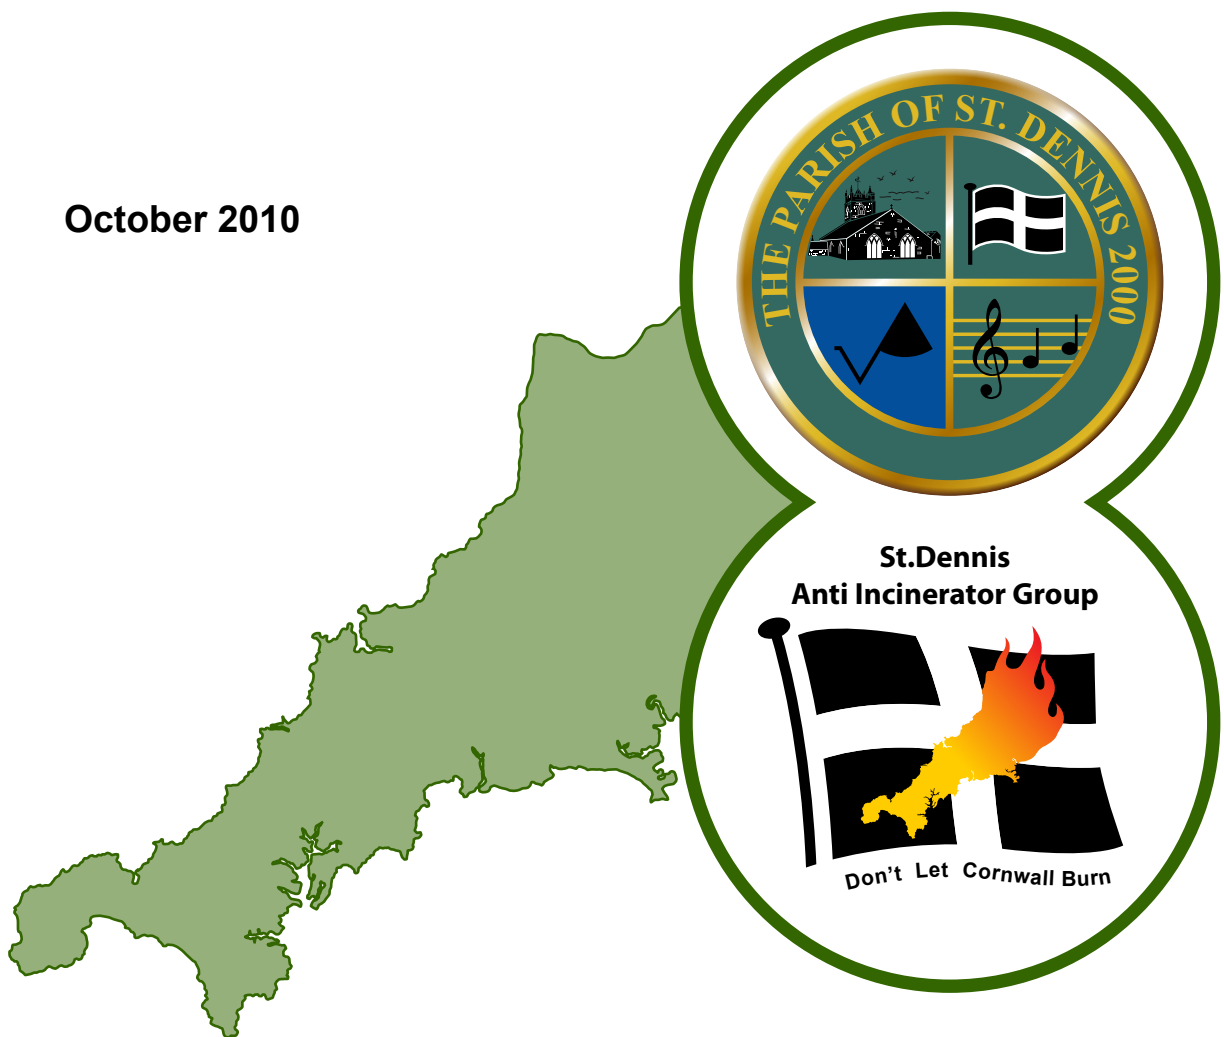 October 2010
THE PARISH OF ST. DENNIS 2000
St.Dennis
Anti Incinerator Group
Don't Let Cornwall Burn